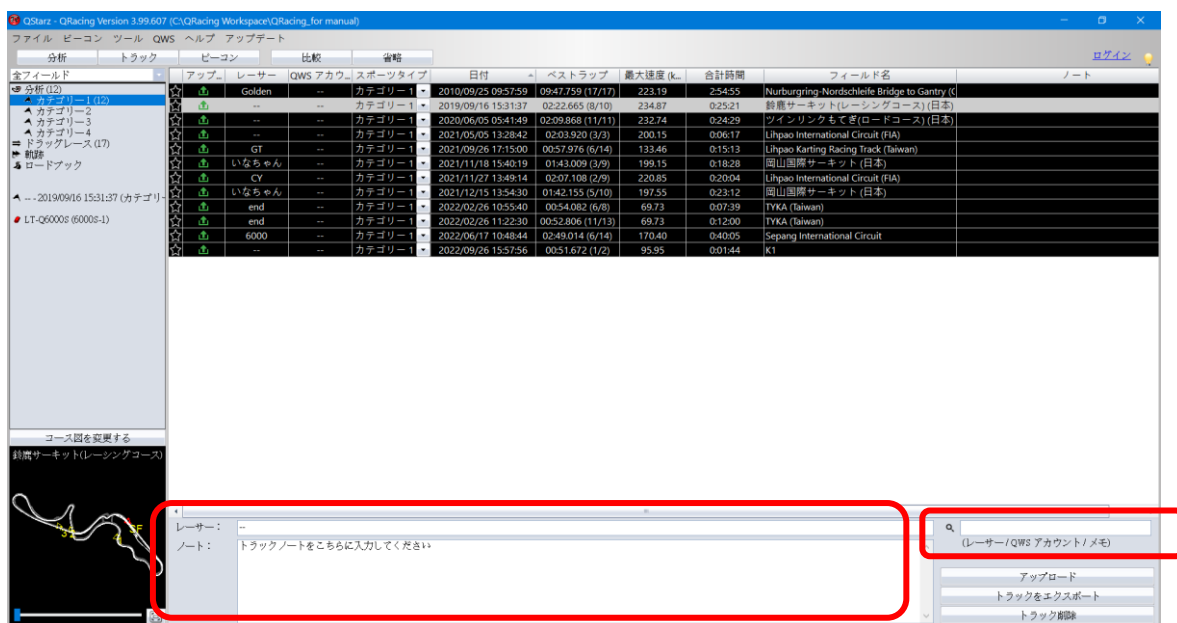 QStarz - QRacing Version 3.99.607 (C:\QRacing Workspace\QRacing_for manual)
ファイル ビーコン ツール QWS ヘルプ アップデート
分析 トラック ビーコン 比較 省略 ログイン
全フィールド
分析 (12)
カテゴリー1 (12)
カテゴリー2
カテゴリー3
カテゴリー4
ドラッグレース (17)
軌跡
ロードブック
-- - 2019/09/16 15:31:37 (カテゴリ-
LT-Q6000S (6000S-1)
アップ... レーサー QWS アカウ... スポーツタイプ 日付 ベストラップ 最大速度 (k... 合計時間 フィールド名 ノート
Golden -- カテゴリー 1 2010/09/25 09:57:59 09:47.759 (17/17) 223.19 2:54:55 Nurburgring-Nordschleife Bridge to Gantry (C
-- -- カテゴリー 1 2019/09/16 15:31:37 02:22.665 (8/10) 234.87 0:25:21 鈴鹿サーキット(レーシングコース) (日本)
-- -- カテゴリー 1 2020/06/05 05:41:49 02:09.868 (11/11) 232.74 0:24:29 ツインリンクもてぎ(ロードコース) (日本)
-- -- カテゴリー 1 2021/05/05 13:28:42 02:03.920 (3/3) 200.15 0:06:17 Lihpao International Circuit (FIA)
GT -- カテゴリー 1 2021/09/26 17:15:00 00:57.976 (6/14) 133.46 0:15:13 Lihpao Karting Racing Track (Taiwan)
いなちゃん -- カテゴリー 1 2021/11/18 15:40:19 01:43.009 (3/9) 199.15 0:18:28 岡山国際サーキット (日本)
CY -- カテゴリー 1 2021/11/27 13:49:14 02:07.108 (2/9) 220.85 0:20:04 Lihpao International Circuit (FIA)
いなちゃん -- カテゴリー 1 2021/12/15 13:54:30 01:42.155 (5/10) 197.55 0:23:12 岡山国際サーキット (日本)
end -- カテゴリー 1 2022/02/26 10:55:40 00:54.082 (6/8) 69.73 0:07:39 TYKA (Taiwan)
end -- カテゴリー 1 2022/02/26 11:22:30 00:52.806 (11/13) 69.73 0:12:00 TYKA (Taiwan)
6000 -- カテゴリー 1 2022/06/17 10:48:44 02:49.014 (6/14) 170.40 0:40:05 Sepang International Circuit
-- -- カテゴリー 1 2022/09/26 15:57:56 00:51.672 (1/2) 95.95 0:01:44 K1
コース図を変更する
鈴鹿サーキット(レーシングコース)
SF
レーサー: --
ノート: トラックノートをこちらに入力してください
(レーサー / QWS アカウント / メモ)
アップロード
トラックをエクスポート
トラック削除